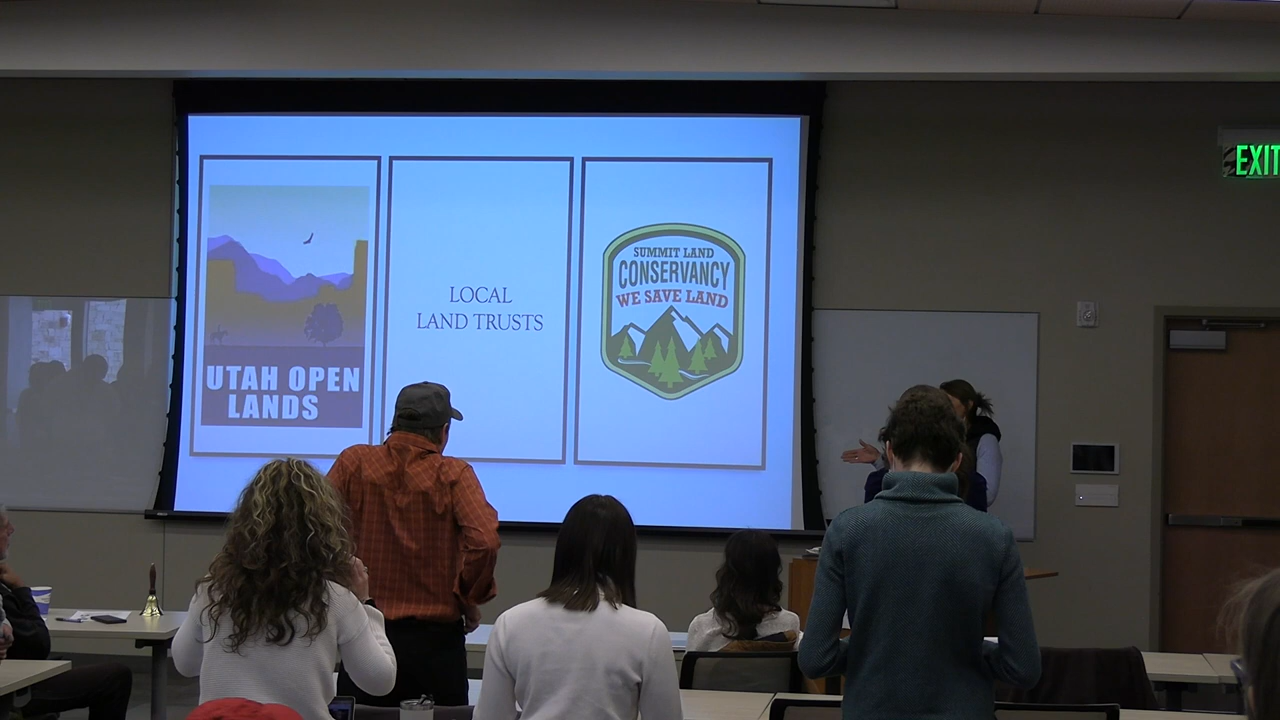 UTAH OPEN
LANDS
LOCAL
LAND TRUSTS
SUMMIT LAND
CONSERVANCY
WE SAVE LAND
EXIT